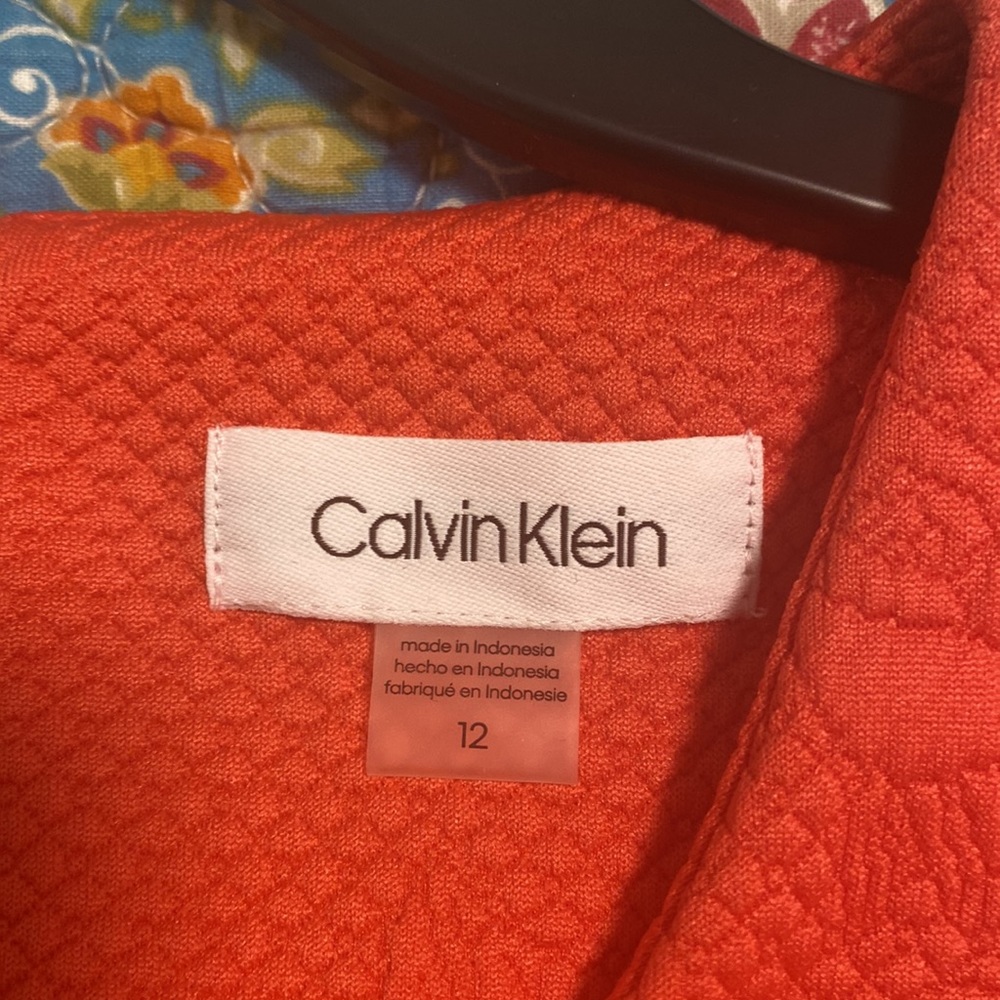 Calvin Klein
made in Indonesia
hecho en Indonesia
fabriqué en Indonesie
12